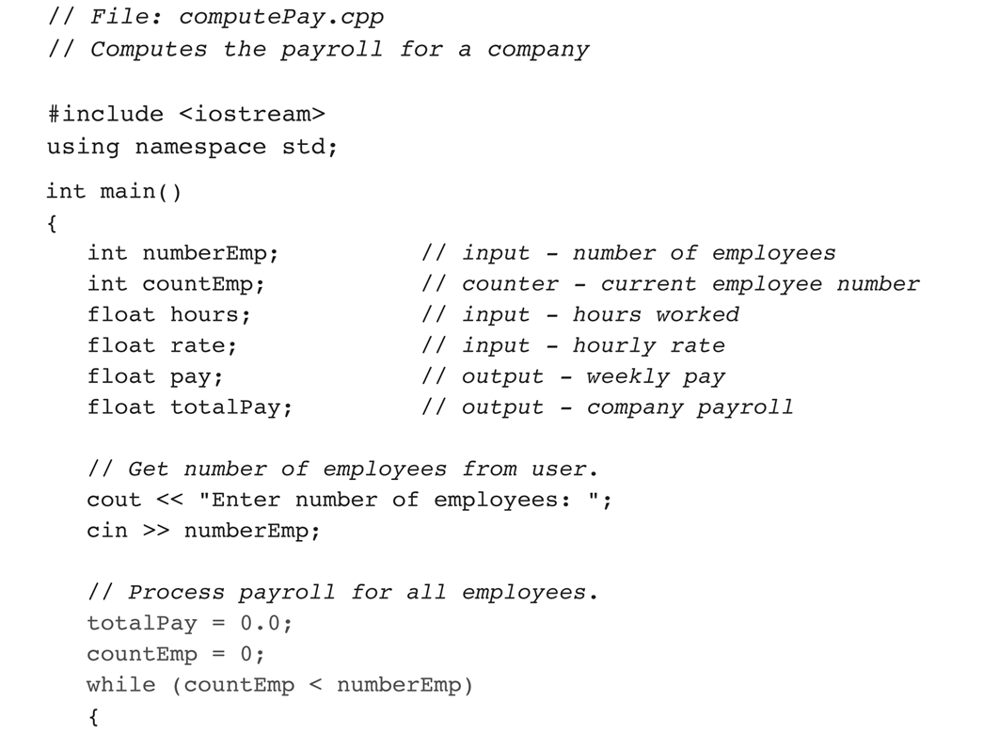 // File: computePay.cpp
// Computes the payroll for a company
#include <iostream>
using namespace std;
int main()
{
int numberEmp; // input – number of employees
int countEmp; // counter – current employee number
float hours; // input – hours worked
float rate; // input – hourly rate
float pay; // output – weekly pay
float totalPay; // output – company payroll
// Get number of employees from user.
cout << "Enter number of employees: ";
cin >> numberEmp;
// Process payroll for all employees.
totalPay = 0.0;
countEmp = 0;
while (countEmp < numberEmp)
{